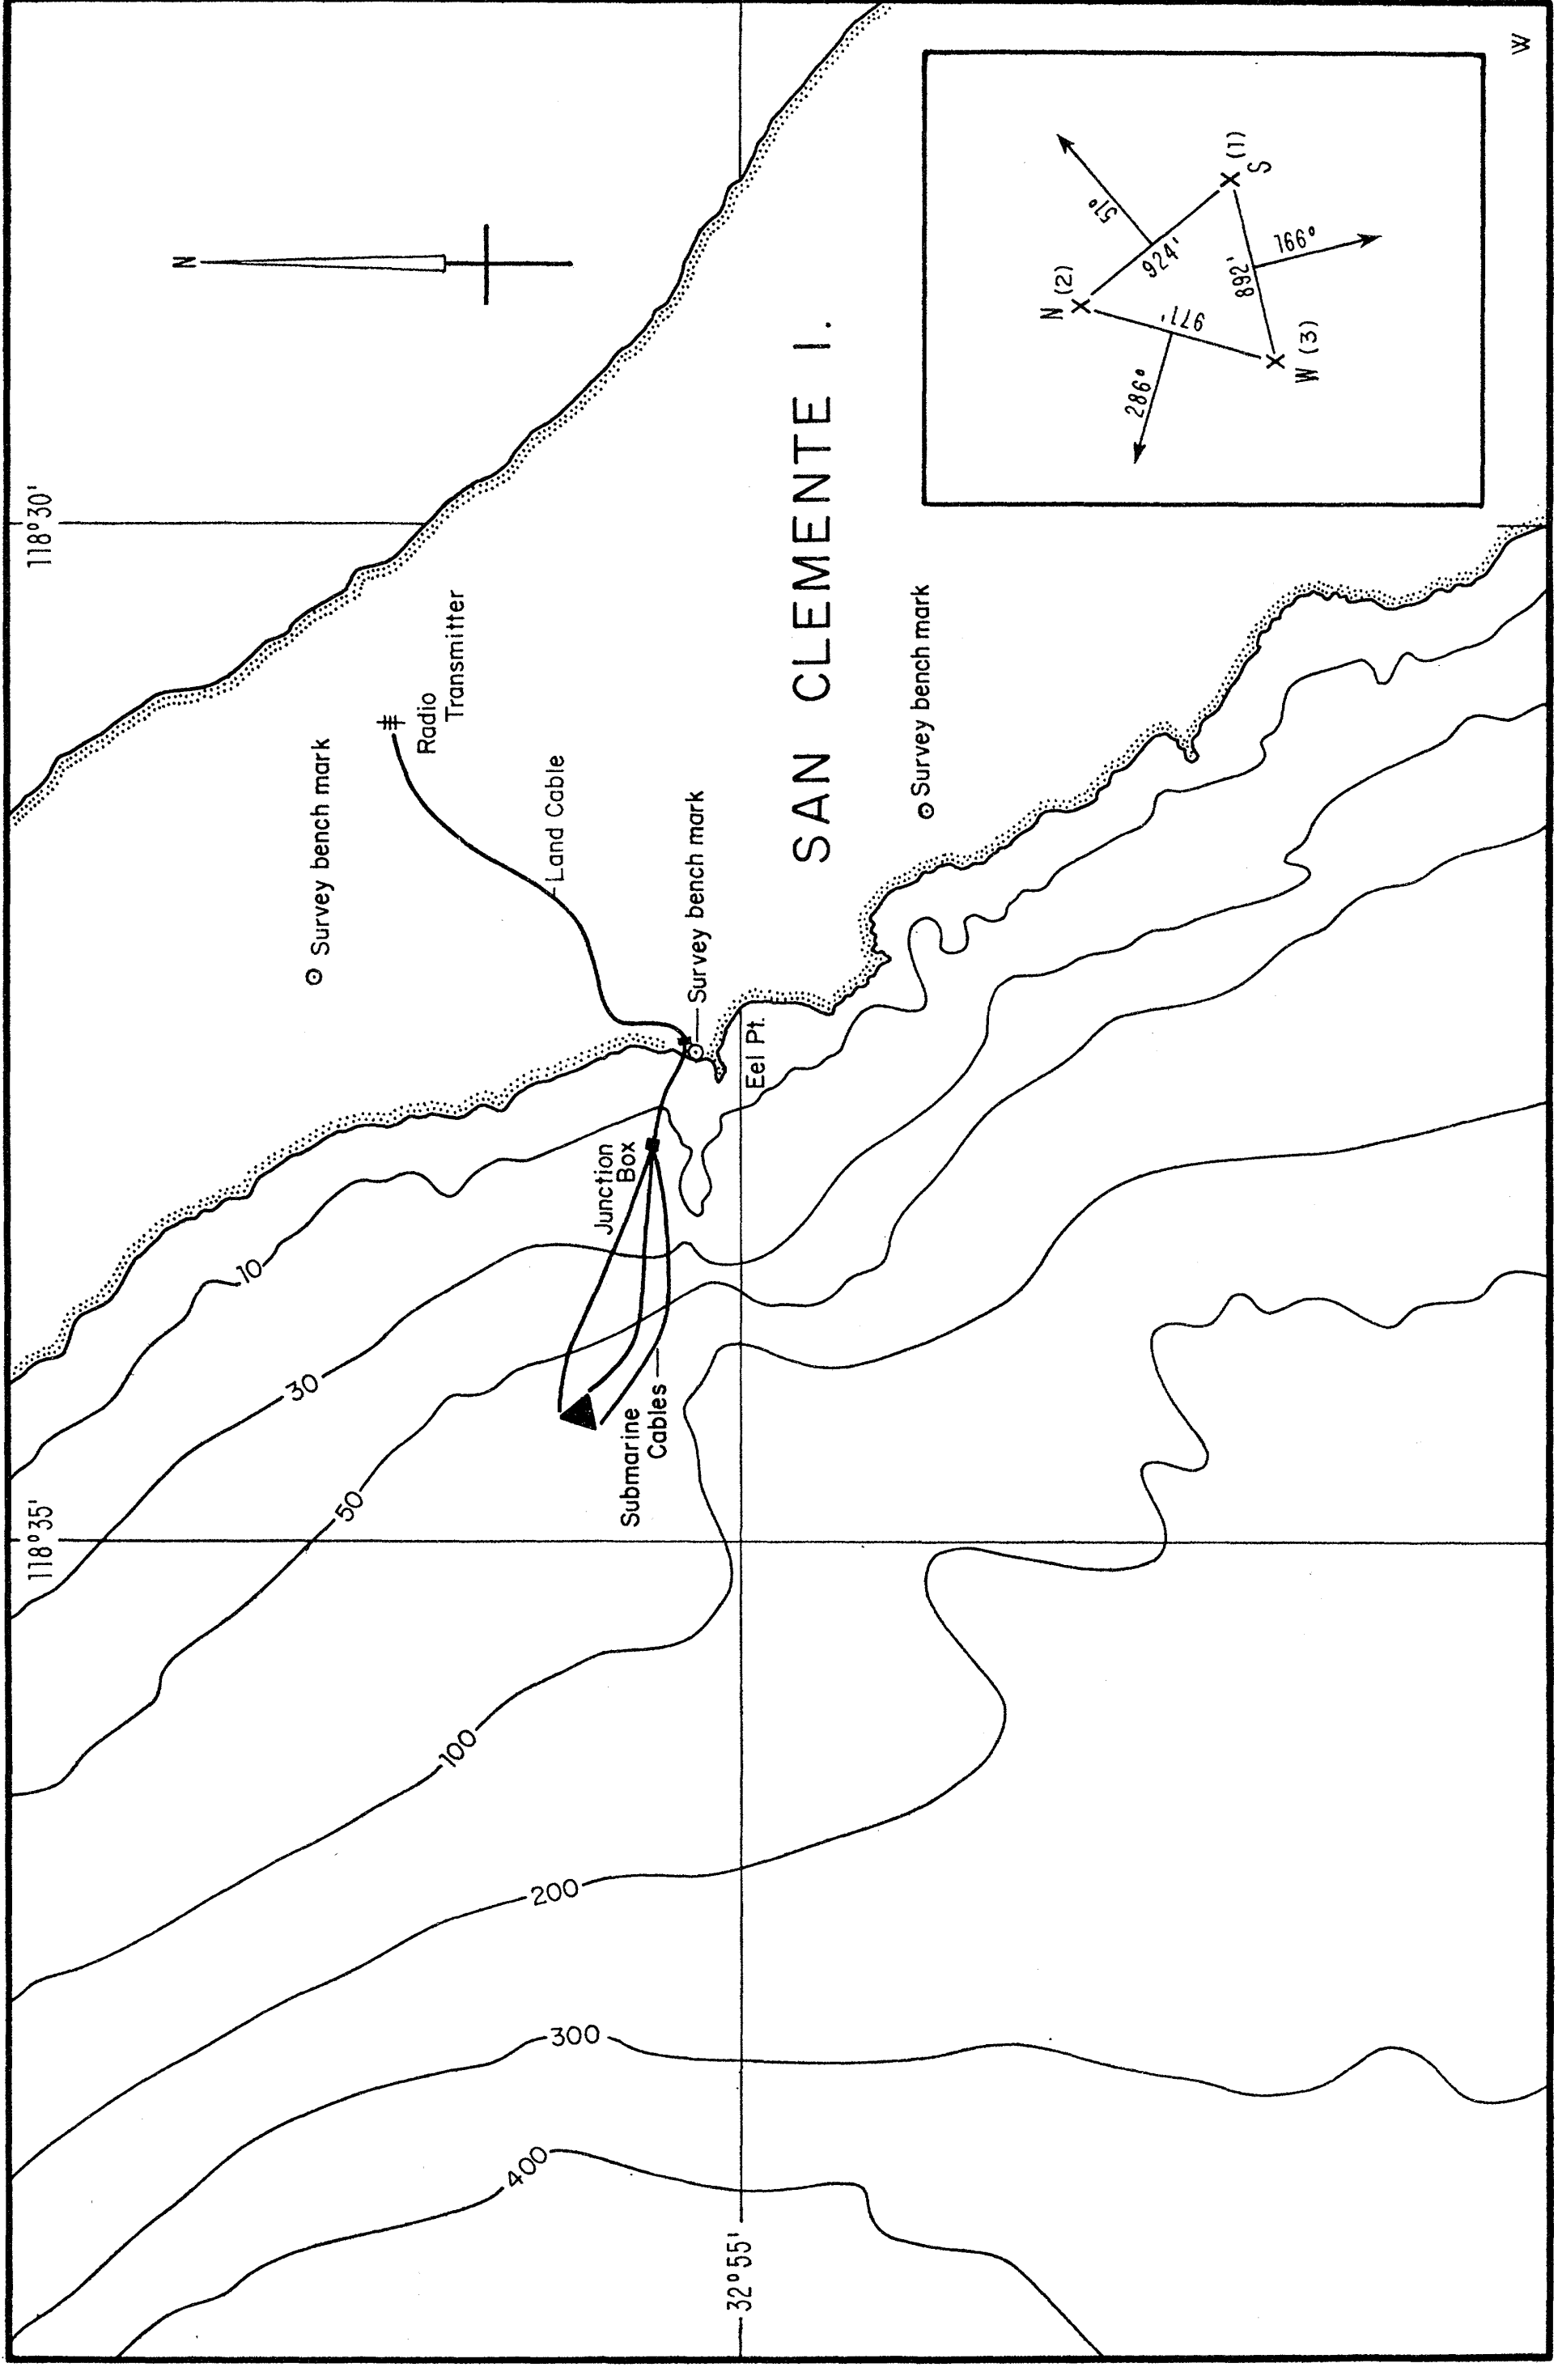 118°35'
118°30'
N
10
30
50
100
200
300
400
32°55'
Survey bench mark
Radio
Transmitter
Land Cable
Survey bench mark
Junction
Box
Submarine
Cables
Eel Pt.
SAN CLEMENTE I.
Survey bench mark
N (2)
57°
924'
286°
971'
892'
(1)
S
166°
W (3)
W